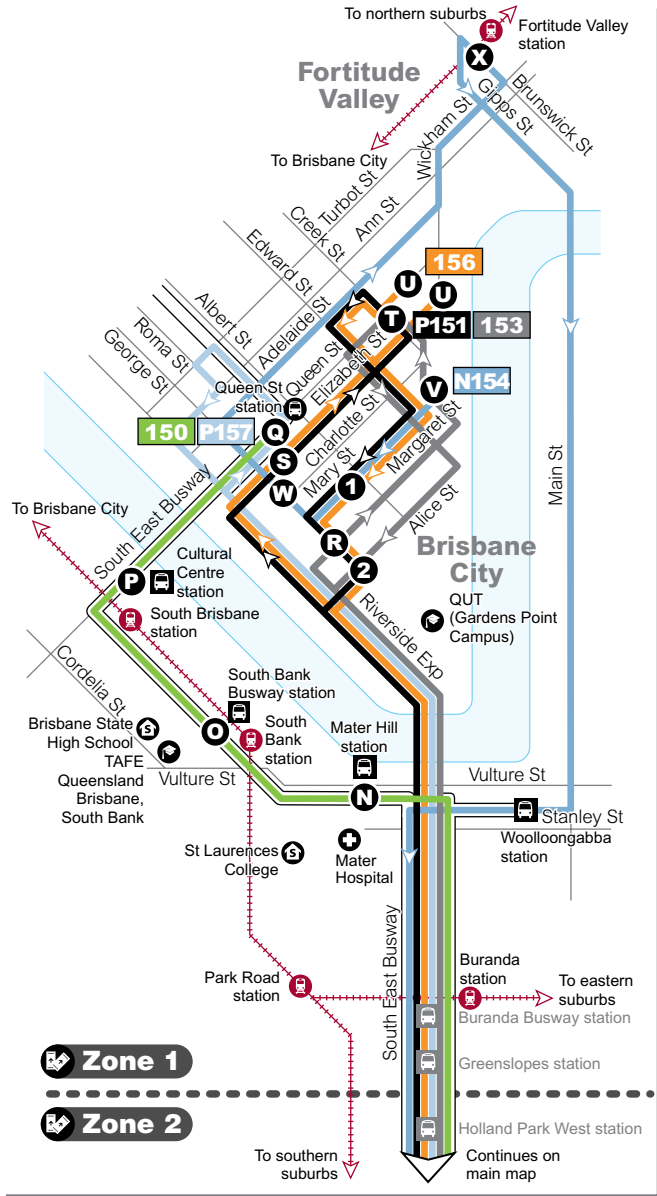 To northern suburbs
Fortitude Valley
station
X
Fortitude
Valley
Gipps St
Brunswick St
Wickham St
To Brisbane City
Turbot St
Ann St
Creek St
Edward St
U
156
U
Albert St
Adelaide St
T
P151
153
Roma St
George St
Queen St
Elizabeth St
Queen St
station
V
N154
150
P157
Q
Charlotte St
Margaret St
S
Mary St
Main St
W
1
South East Busway
Alice St
To Brisbane City
R
Brisbane
City
2
P
Cultural
Centre
station
QUT
(Gardens Point
Campus)
Riverside Exp
South Brisbane
station
Cordelia St
South Bank
Busway station
O
Brisbane State
High School
South
Bank
station
Mater Hill
station
TAFE
Queensland
Brisbane,
South Bank
Vulture St
Vulture St
N
Stanley St
Woolloongabba
station
St Laurences
College
Mater
Hospital
South East Busway
Park Road
station
Buranda
station
To eastern
suburbs
Buranda Busway station
Zone 1
Greenslopes station
Zone 2
Holland Park West station
To southern
suburbs
Continues on
main map